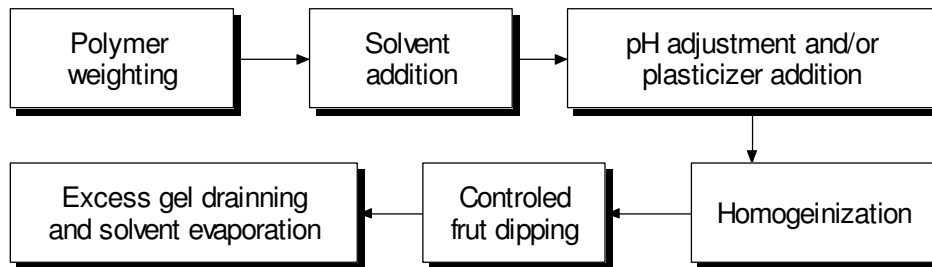 Polymer
weighting
Solvent
addition
pH adjustment and/or
plasticizer addition
Homogeinization
Controled
frut dipping
Excess gel drainning
and solvent evaporation